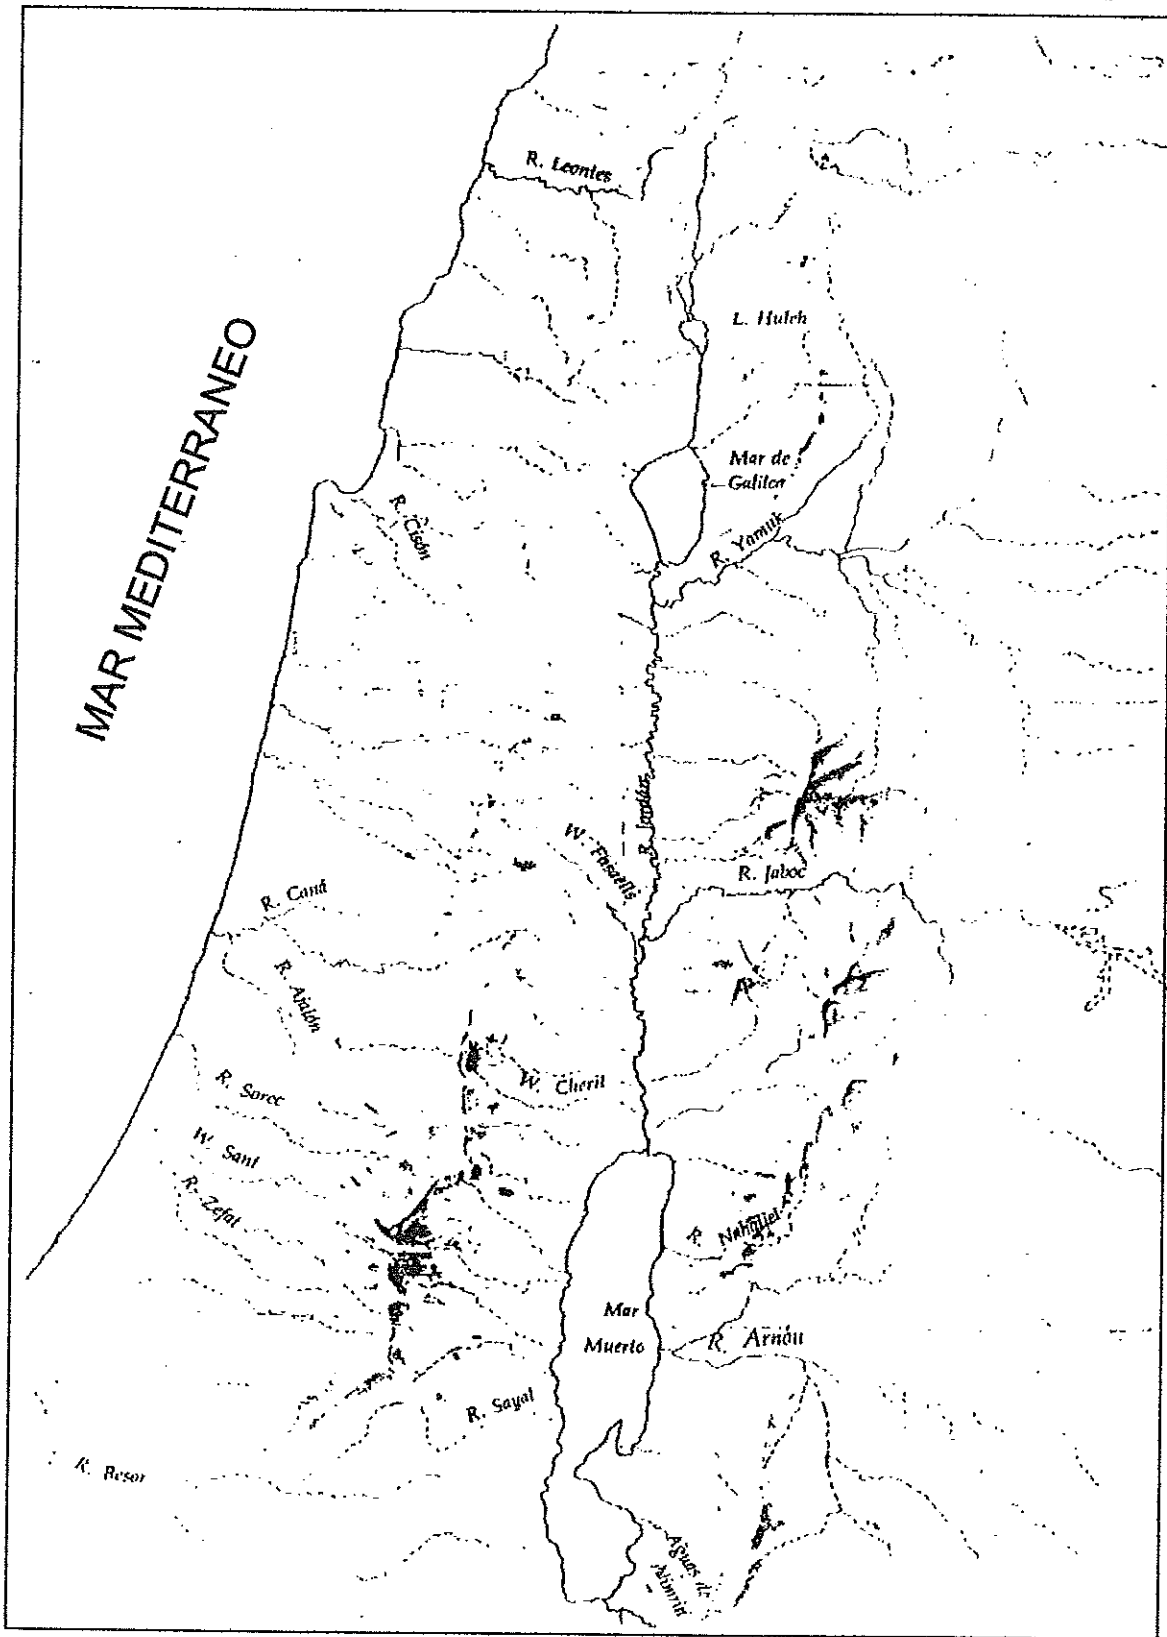 R. Leontes
L. Huleh
MAR MEDITERRANEO
Mar de
Galilea
R. Cisón
R. Yarmuk
R. Jordán
W. Fasaelis
R. Jaboc
R. Caná
R. Ajalón
W. Cherit
R. Sorec
W. Sant
R. Zefat
R. Nahaliel
Mar
Muerto
R. Arnón
R. Sayal
R. Besor
Aguas de
Nimrin